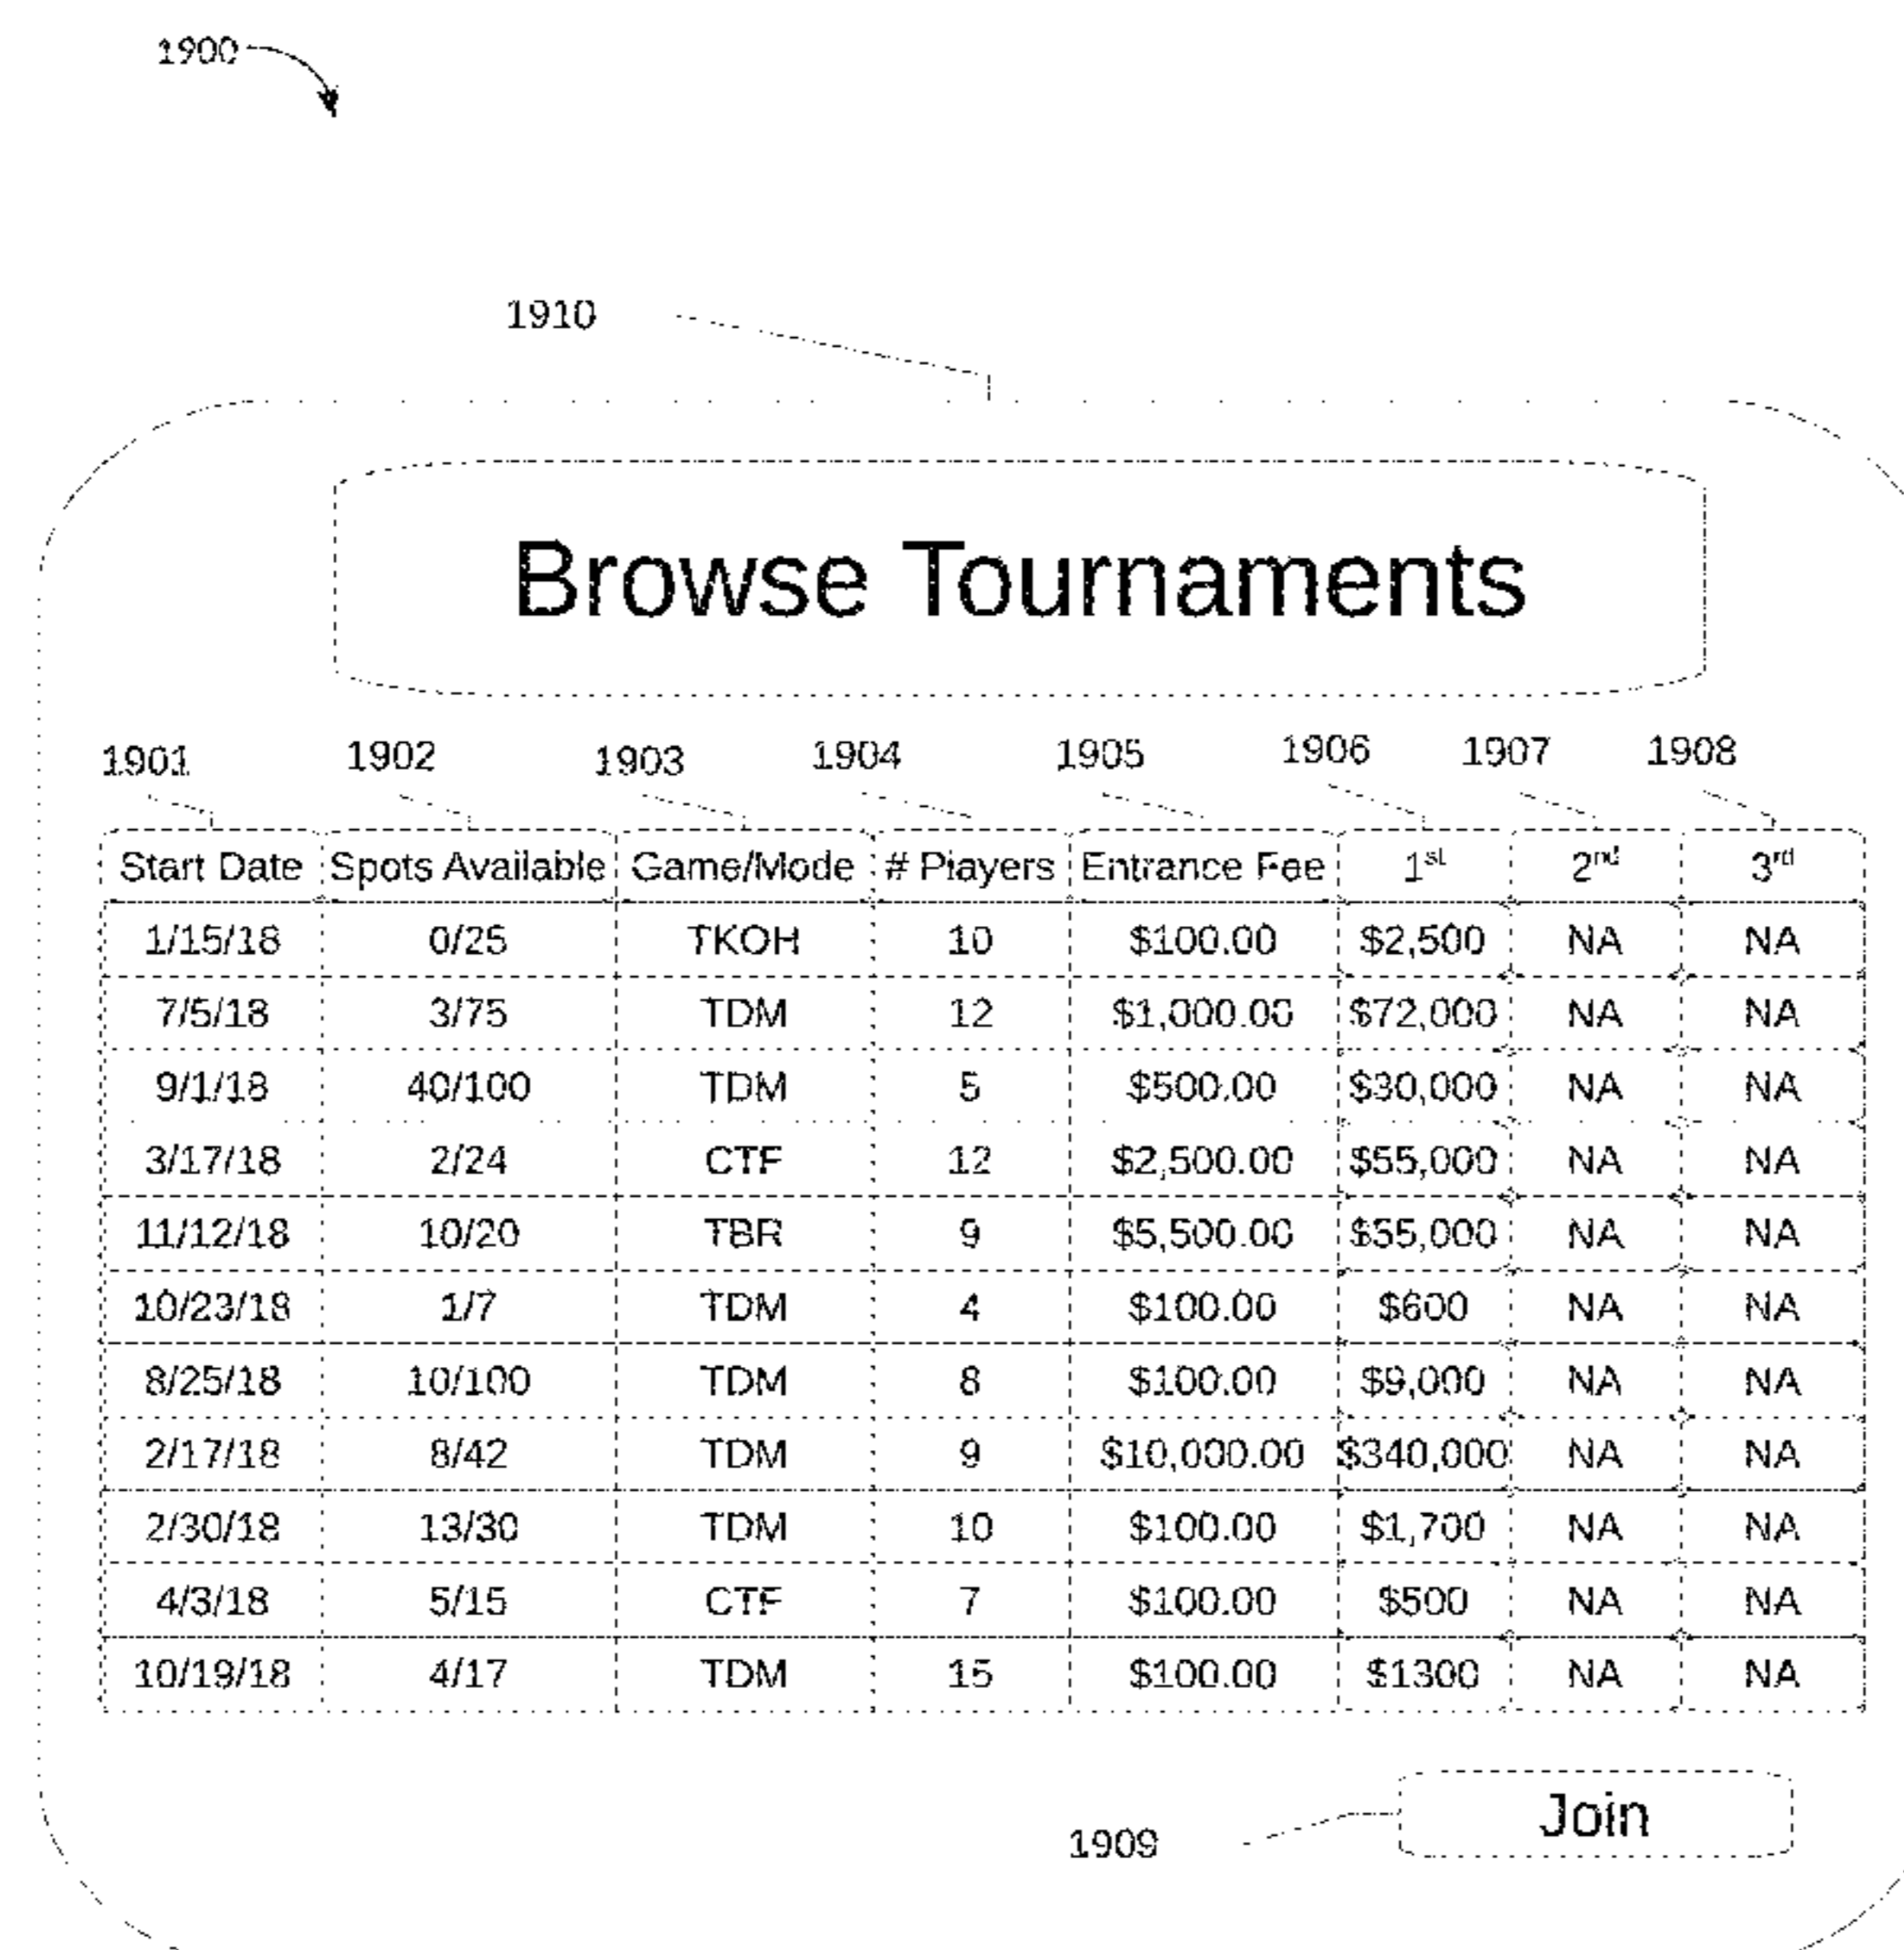 1900
1910
Browse Tournaments
1901 1902 1903 1904 1905 1906 1907 1908
Start Date Spots Available Game/Mode # Players Entrance Fee 1st 2nd 3rd
1/15/18 0/25 TKOH 10 $100.00 $2,500 NA NA
7/5/18 3/75 TDM 12 $1,000.00 $72,000 NA NA
9/1/18 40/100 TDM 5 $500.00 $30,000 NA NA
3/17/18 2/24 CTF 12 $2,500.00 $55,000 NA NA
11/12/18 10/20 TBR 9 $5,500.00 $55,000 NA NA
10/23/18 1/7 TDM 4 $100.00 $600 NA NA
8/25/18 10/100 TDM 8 $100.00 $9,000 NA NA
2/17/18 8/42 TDM 9 $10,000.00 $340,000 NA NA
2/30/18 13/30 TDM 10 $100.00 $1,700 NA NA
4/3/18 5/15 CTF 7 $100.00 $500 NA NA
10/19/18 4/17 TDM 15 $100.00 $1300 NA NA
Join
1909